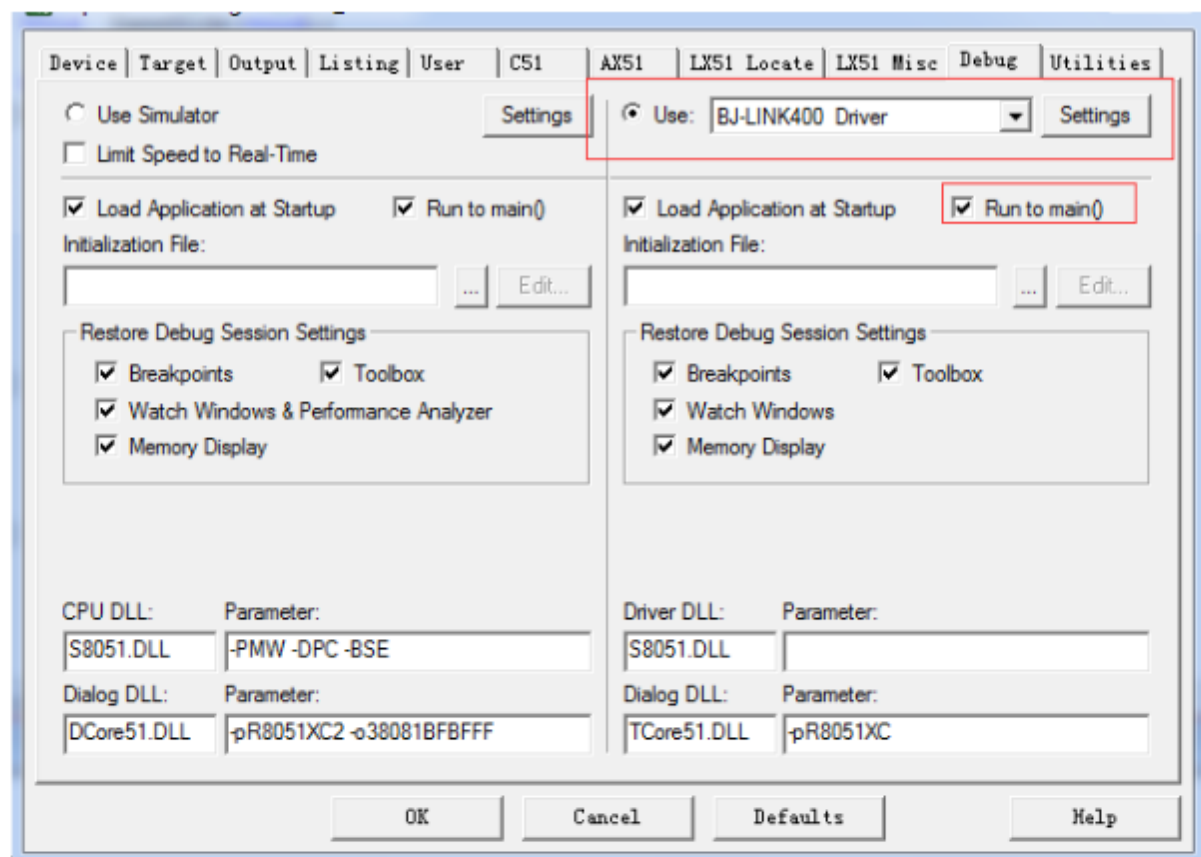 Device Target Output Listing User C51 AX51 LX51 Locate LX51 Misc Debug Utilities
Use Simulator Settings
Limit Speed to Real-Time
Load Application at Startup Run to main()
Initialization File:
... Edit...
Restore Debug Session Settings
Breakpoints Toolbox
Watch Windows & Performance Analyzer
Memory Display
CPU DLL: Parameter:
S8051.DLL -PMW -DPC -BSE
Dialog DLL: Parameter:
DCore51.DLL -pR8051XC2 -o38081BFBFFF
Use: BJ-LINK400 Driver Settings
Load Application at Startup Run to main()
Initialization File:
... Edit...
Restore Debug Session Settings
Breakpoints Toolbox
Watch Windows
Memory Display
Driver DLL: Parameter:
S8051.DLL
Dialog DLL: Parameter:
TCore51.DLL -pR8051XC
OK Cancel Defaults Help